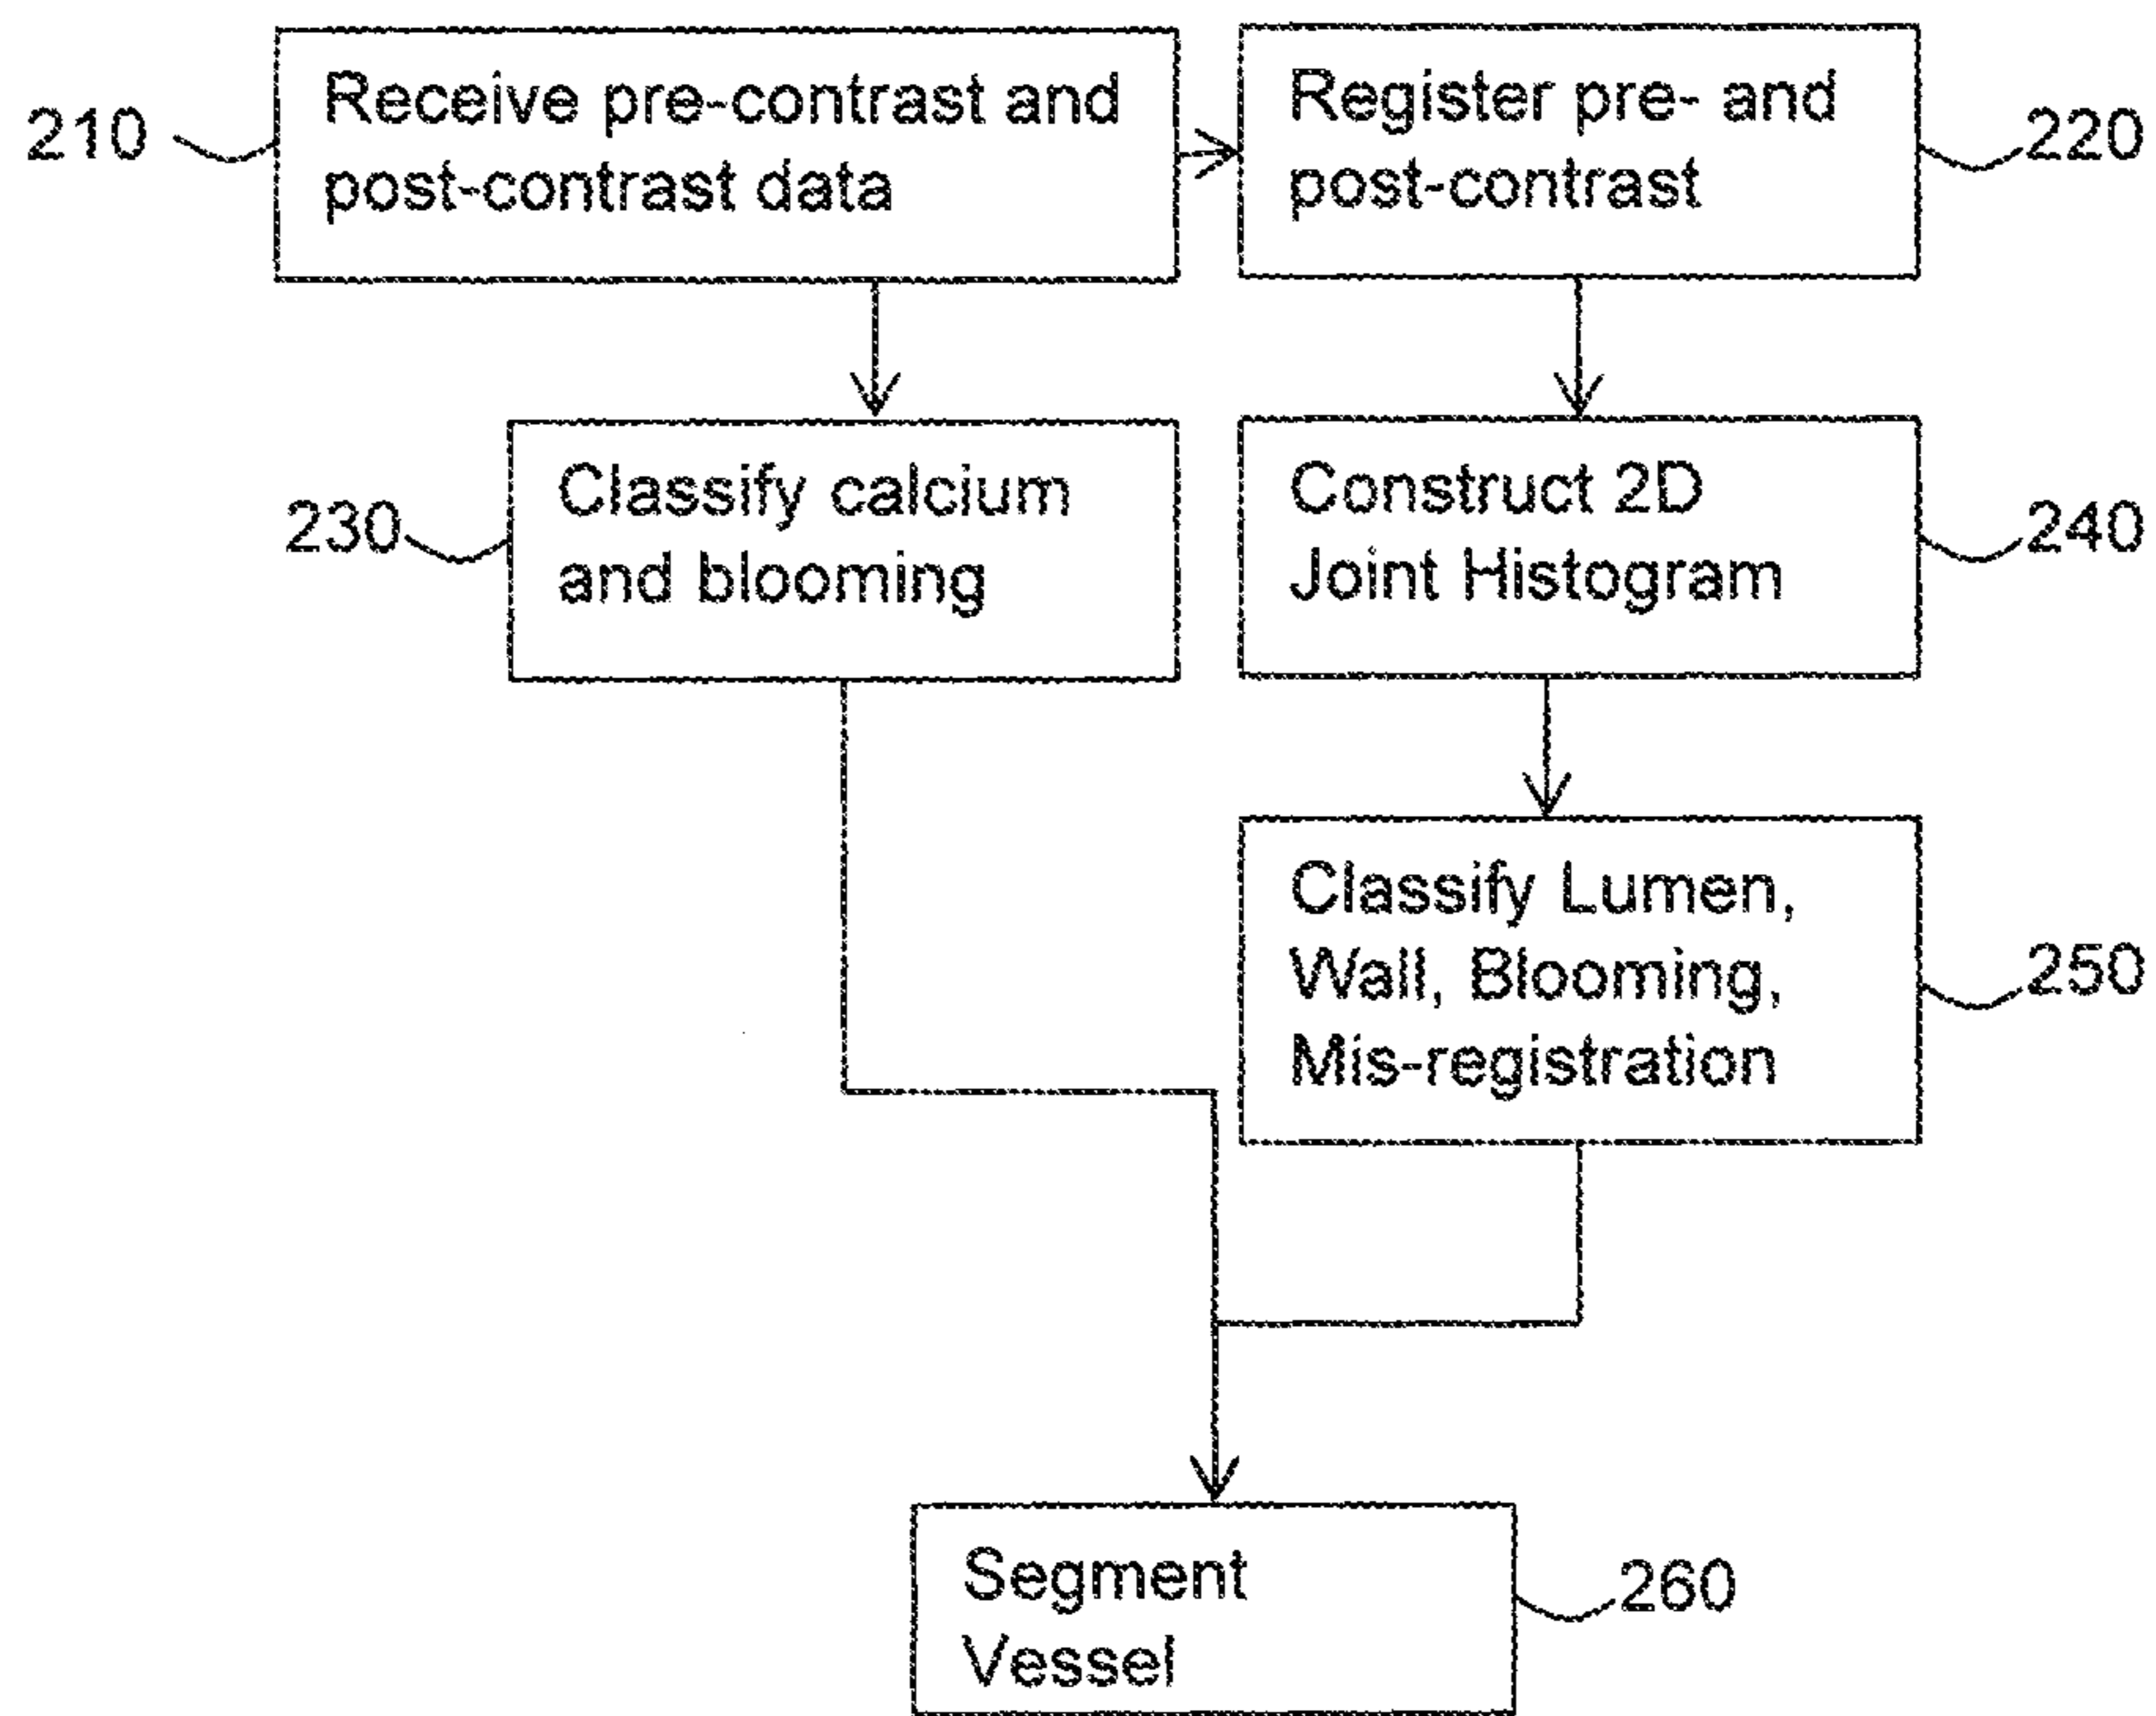 210
Receive pre-contrast and
post-contrast data
Register pre- and
post-contrast
220
230
Classify calcium
and blooming
Construct 2D
Joint Histogram
240
Classify Lumen,
Wall, Blooming,
Mis-registration
250
Segment
Vessel
260